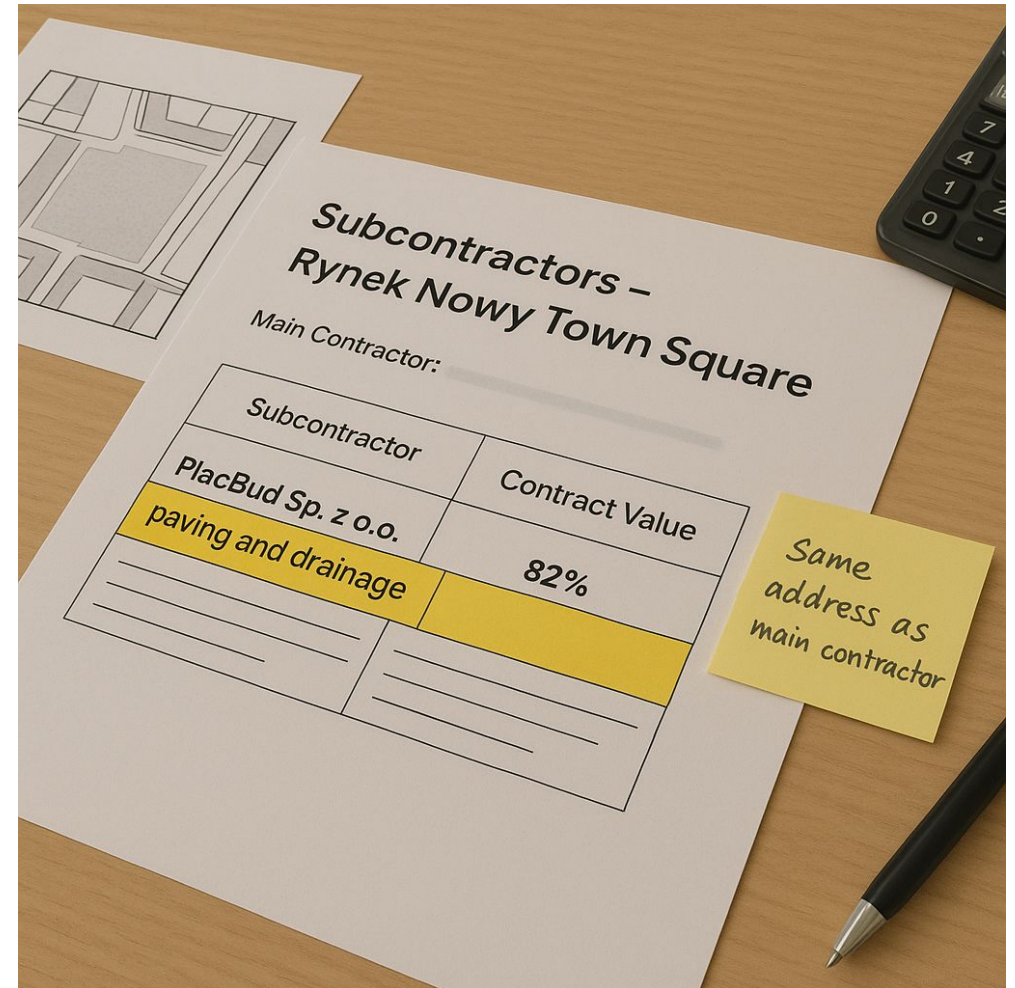 Subcontractors –
Rynek Nowy Town Square
Main Contractor:
Subcontractor
Contract Value
PlacBud Sp. z o.o.
82%
paving and drainage
Same
address as
main contractor
7
4
1
2
0
.